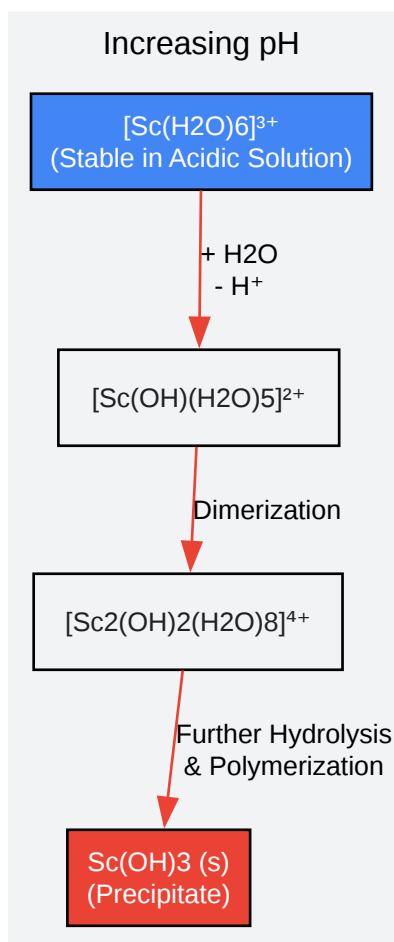 Increasing pH
[Sc(H2O)6]³⁺
(Stable in Acidic Solution)
+ H2O
- H⁺
[Sc(OH)(H2O)5]²⁺
Dimerization
[Sc2(OH)2(H2O)8]⁴⁺
Further Hydrolysis
& Polymerization
Sc(OH)3 (s)
(Precipitate)